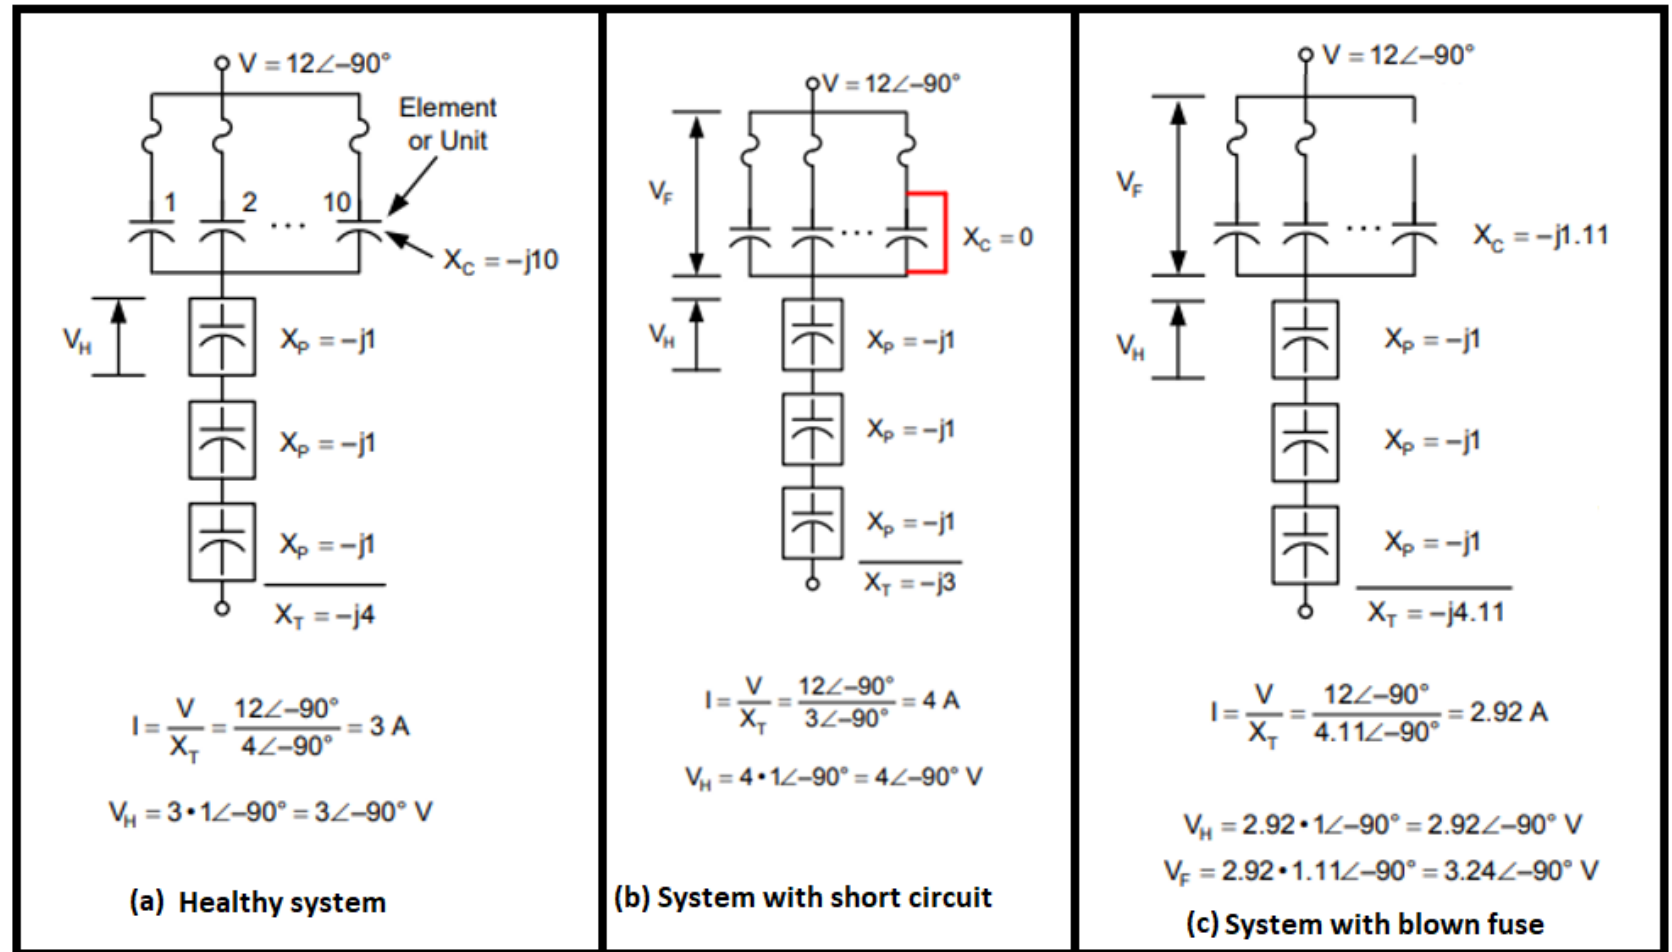 V = 12∠–90°
Element
or Unit
1 2 ... 10
X_C = –j10
V_H
X_P = –j1
X_P = –j1
X_P = –j1
X_T = –j4
I = V/X_T = 12∠–90°/4∠–90° = 3 A
V_H = 3•1∠–90° = 3∠–90° V
(a) Healthy system
V = 12∠–90°
V_F
... X_C = 0
V_H
X_P = –j1
X_P = –j1
X_P = –j1
X_T = –j3
I = V/X_T = 12∠–90°/3∠–90° = 4 A
V_H = 4•1∠–90° = 4∠–90° V
(b) System with short circuit
V = 12∠–90°
V_F
... X_C = –j1.11
V_H
X_P = –j1
X_P = –j1
X_P = –j1
X_T = –j4.11
I = V/X_T = 12∠–90°/4.11∠–90° = 2.92 A
V_H = 2.92•1∠–90° = 2.92∠–90° V
V_F = 2.92•1.11∠–90° = 3.24∠–90° V
(c) System with blown fuse